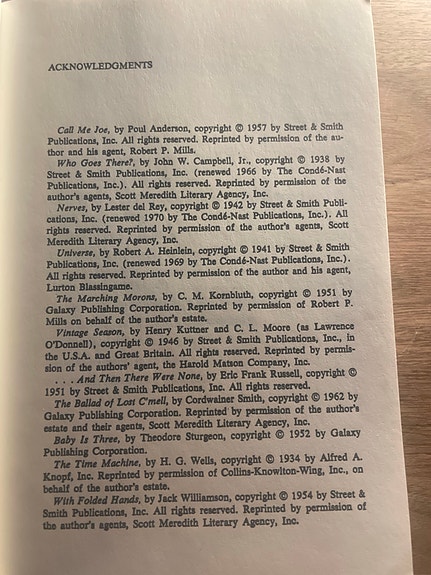 ACKNOWLEDGMENTS
Call Me Joe, by Poul Anderson, copyright © 1957 by Street & Smith
Publications, Inc. All rights reserved. Reprinted by permission of the au-
thor and his agent, Robert P. Mills.
Who Goes There?, by John W. Campbell, Jr., copyright © 1938 by
Street & Smith Publications, Inc. (renewed 1966 by The Condé-Nast
Publications, Inc.). All rights reserved. Reprinted by permission of the
author's agents, Scott Meredith Literary Agency, Inc.
Nerves, by Lester del Rey, copyright © 1942 by Street & Smith Publi-
cations, Inc. (renewed 1970 by The Condé-Nast Publications, Inc.). All
rights reserved. Reprinted by permission of the author's agents, Scott
Meredith Literary Agency, Inc.
Universe, by Robert A. Heinlein, copyright © 1941 by Street & Smith
Publications, Inc. (renewed 1969 by The Condé-Nast Publications, Inc.).
All rights reserved. Reprinted by permission of the author and his agent,
Lurton Blassingame.
The Marching Morons, by C. M. Kornbluth, copyright © 1951 by
Galaxy Publishing Corporation. Reprinted by permission of Robert P.
Mills on behalf of the author's estate.
Vintage Season, by Henry Kuttner and C. L. Moore (as Lawrence
O'Donnell), copyright © 1946 by Street & Smith Publications, Inc., in
the U.S.A. and Great Britain. All rights reserved. Reprinted by permis-
sion of the authors' agent, the Harold Matson Company, Inc.
. . . And Then There Were None, by Eric Frank Russell, copyright ©
1951 by Street & Smith Publications, Inc. All rights reserved.
The Ballad of Lost C'mell, by Cordwainer Smith, copyright © 1962 by
Galaxy Publishing Corporation. Reprinted by permission of the author's
estate and their agents, Scott Meredith Literary Agency, Inc.
Baby Is Three, by Theodore Sturgeon, copyright © 1952 by Galaxy
Publishing Corporation.
The Time Machine, by H. G. Wells, copyright © 1934 by Alfred A.
Knopf, Inc. Reprinted by permission of Collins-Knowlton-Wing, Inc., on
behalf of the author's estate.
With Folded Hands, by Jack Williamson, copyright © 1954 by Street &
Smith Publications, Inc. All rights reserved. Reprinted by permission of
the author's agents, Scott Meredith Literary Agency, Inc.